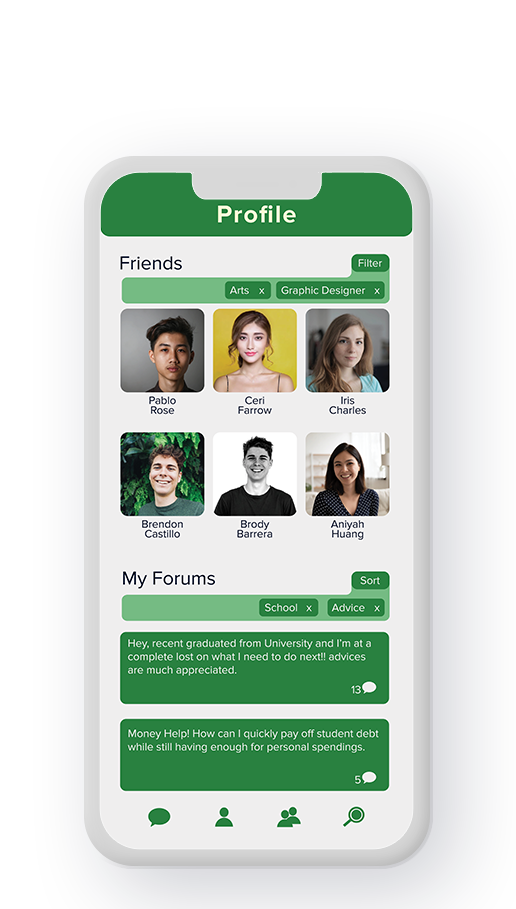 Profile
Friends
Filter
Arts x
Graphic Designer x
Pablo
Rose
Ceri
Farrow
Iris
Charles
Brendon
Castillo
Brody
Barrera
Aniyah
Huang
My Forums
Sort
School x
Advice x
Hey, recent graduated from University and I'm at a
complete lost on what I need to do next!! advices
are much appreciated.
13
Money Help! How can I quickly pay off student debt
while still having enough for personal spendings.
5